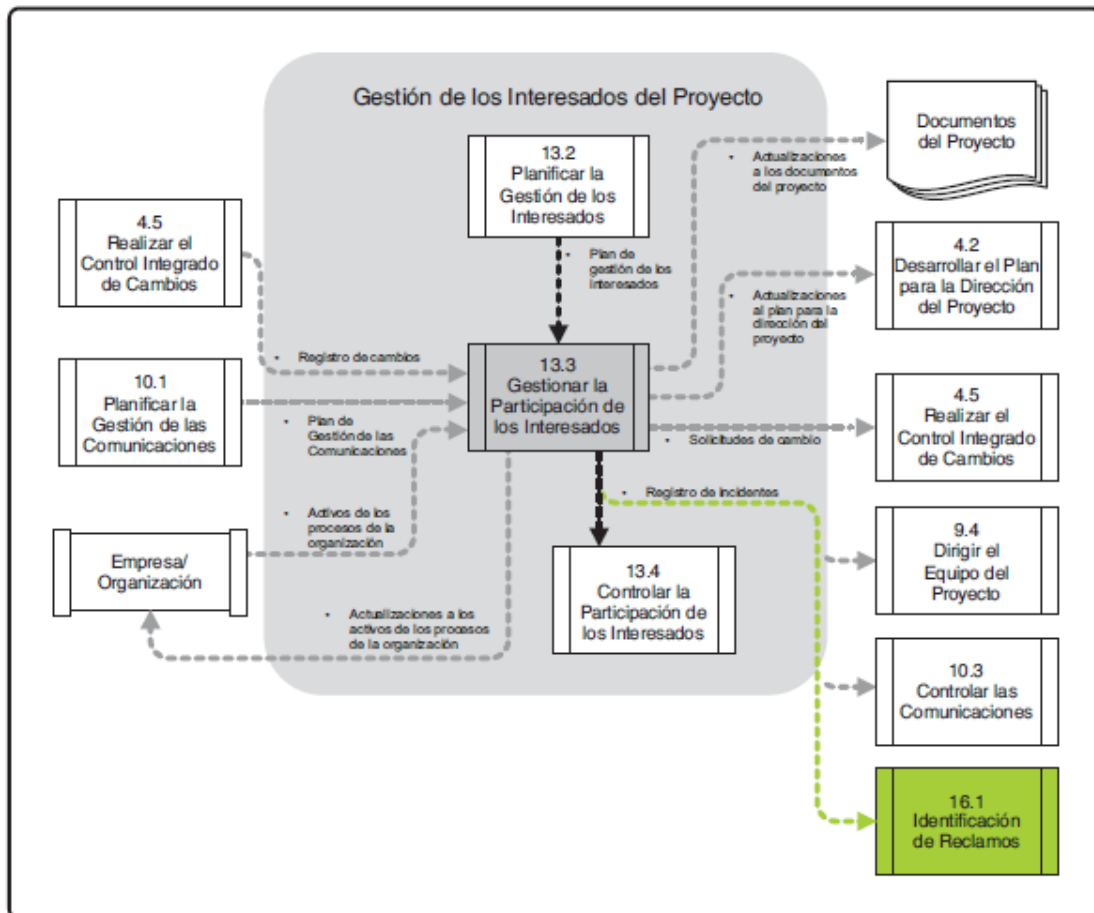 Gestión de los Interesados del Proyecto
13.2
Planificar la
Gestión de los
Interesados
• Actualizaciones
a los documentos
del proyecto
Documentos
del Proyecto
4.5
Realizar el
Control Integrado
de Cambios
• Plan de
gestión de los
Interesados
• Actualizaciones
al plan para la
dirección del
proyecto
4.2
Desarrollar el Plan
para la Dirección
del Proyecto
• Registro de cambios
10.1
Planificar la
Gestión de las
Comunicaciones
13.3
Gestionar la
Participación de
los Interesados
• Plan de
Gestión de las
Comunicaciones
• Solicitudes de cambio
4.5
Realizar el
Control Integrado
de Cambios
• Activos de los
procesos de la
organización
• Registro de Incidentes
Empresa/
Organización
13.4
Controlar la
Participación de
los Interesados
9.4
Dirigir el
Equipo del
Proyecto
• Actualizaciones a los
activos de los procesos
de la organización
10.3
Controlar las
Comunicaciones
16.1
Identificación
de Reclamos